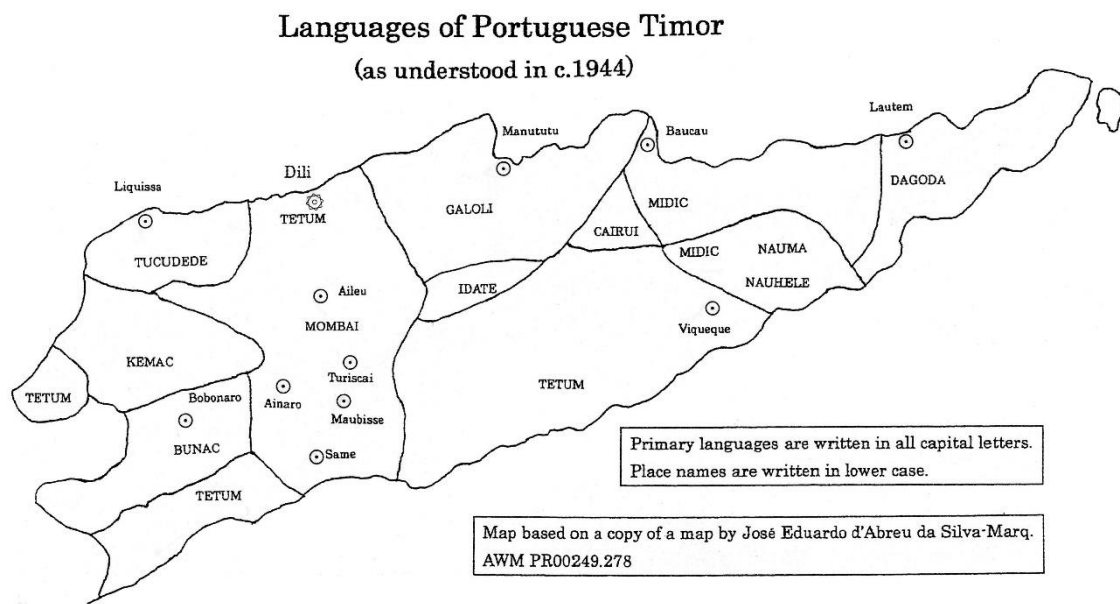 Languages of Portuguese Timor
(as understood in c.1944)
Lautem
Manututu
Baucau
Dili
Liquissa
DAGODA
TETUM
GALOLI
MIDIC
CAIRUI
TUCUDEDE
MIDIC
NAUMA
IDATE
NAUHELE
Aileu
MOMBAI
Viqueque
KEMAC
Turiscai
TETUM
TETUM
Bobonaro
Ainaro
Maubisse
BUNAC
Same
TETUM
Primary languages are written in all capital letters.
Place names are written in lower case.
Map based on a copy of a map by José Eduardo d'Abreu da Silva-Marq.
AWM PR00249.278